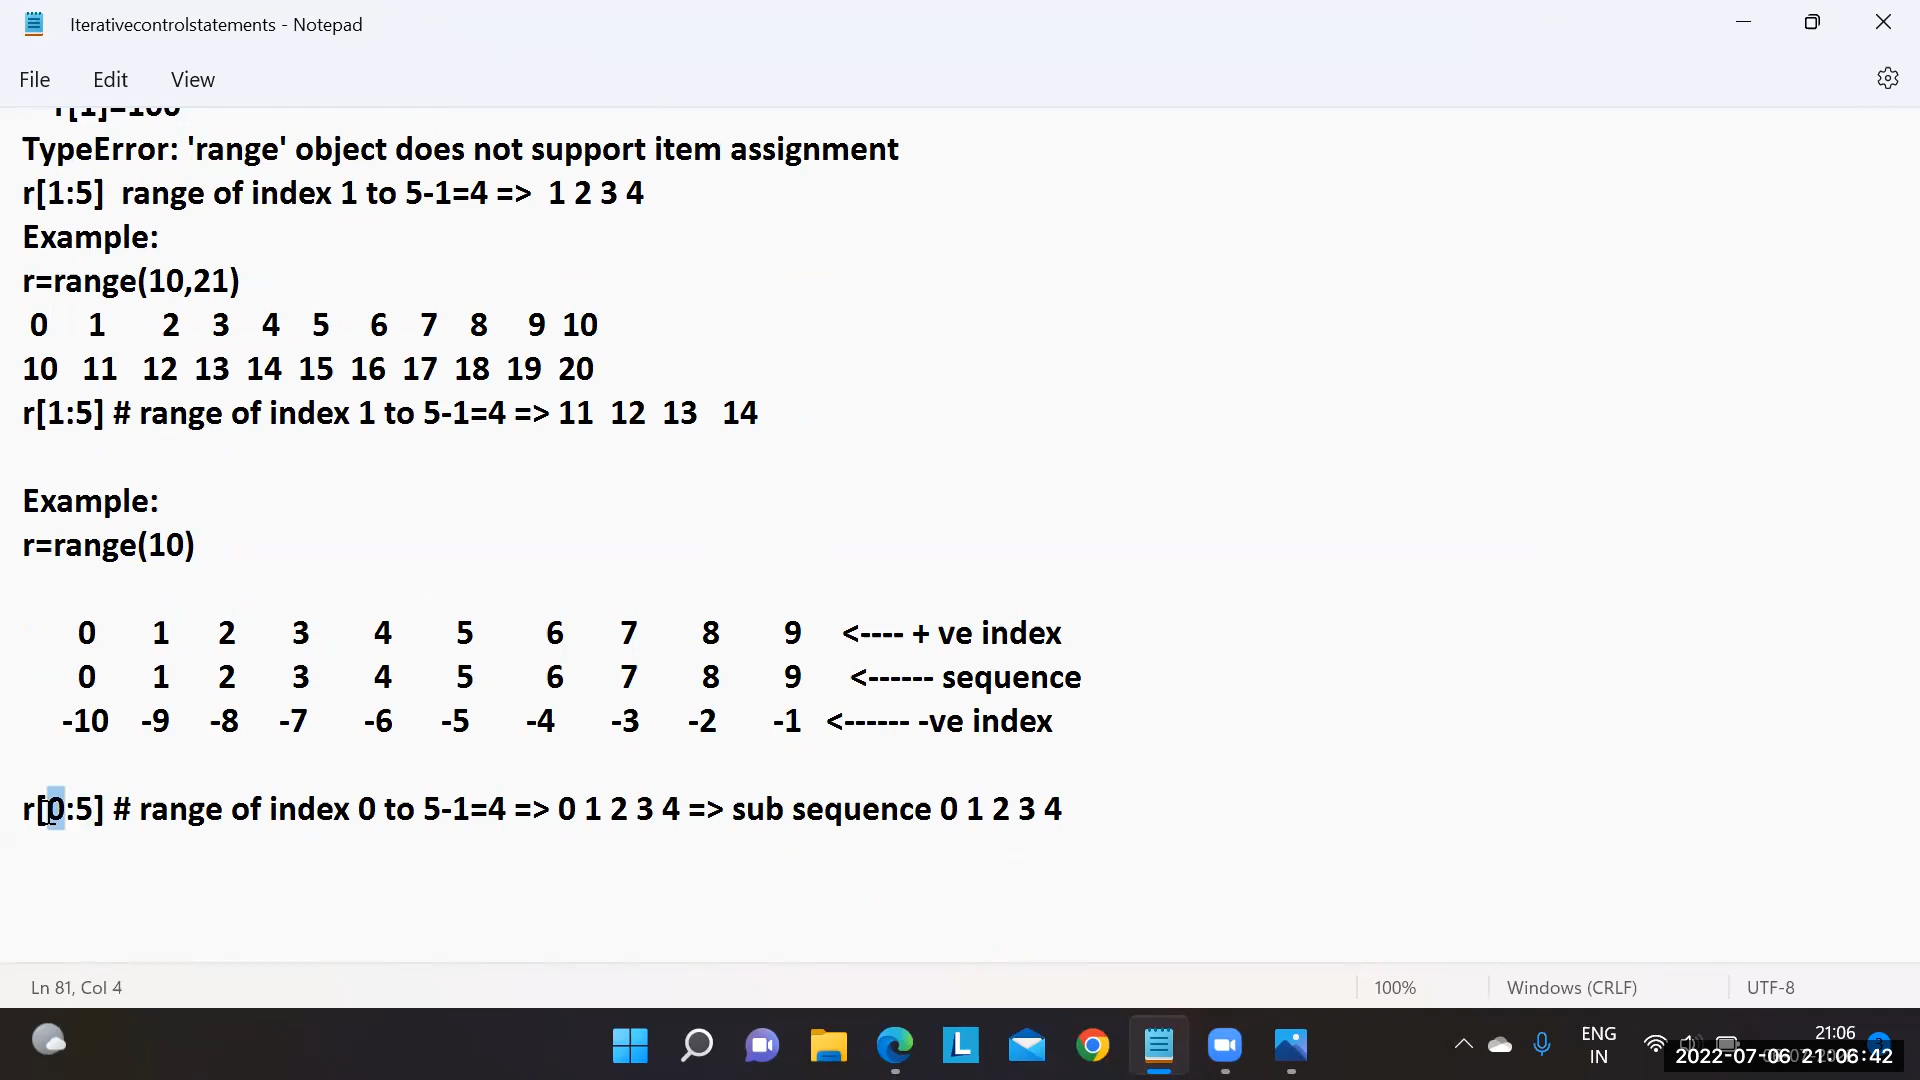 Iterativecontrolstatements - Notepad
File Edit View
r[1]=100
TypeError: 'range' object does not support item assignment
r[1:5]  range of index 1 to 5-1=4 =>  1 2 3 4
Example:
r=range(10,21)
0 1 2 3 4 5 6 7 8 9 10
10 11 12 13 14 15 16 17 18 19 20
r[1:5] # range of index 1 to 5-1=4 => 11 12 13 14
Example:
r=range(10)
0 1 2 3 4 5 6 7 8 9 <---- + ve index
0 1 2 3 4 5 6 7 8 9 <------ sequence
-10 -9 -8 -7 -6 -5 -4 -3 -2 -1 <------ -ve index
r[0:5] # range of index 0 to 5-1=4 => 0 1 2 3 4 => sub sequence 0 1 2 3 4
Ln 81, Col 4 100% Windows (CRLF) UTF-8
L
ENG 21:06
IN
2022-07-06 21:06:42